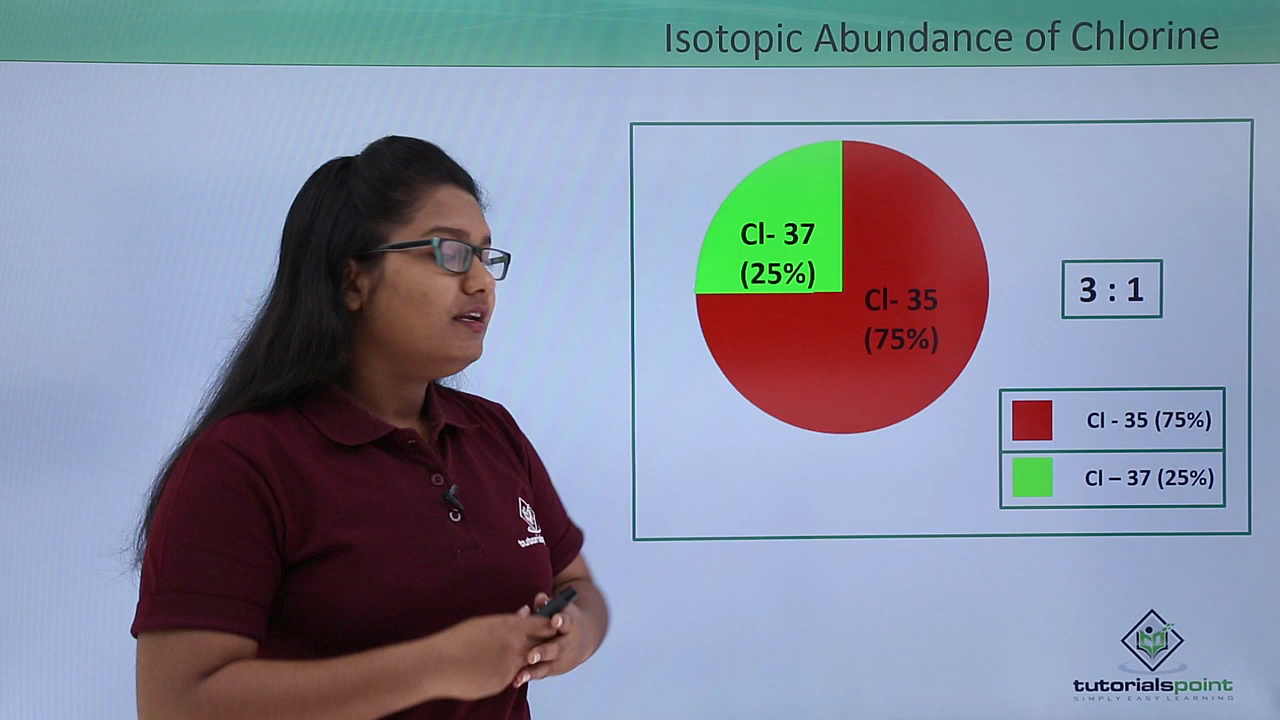 Isotopic Abundance of Chlorine
Cl- 37
(25%)
Cl- 35
(75%)
3 : 1
Cl - 35 (75%)
Cl – 37 (25%)
tutorialspoint
SIMPLY EASY LEARNING